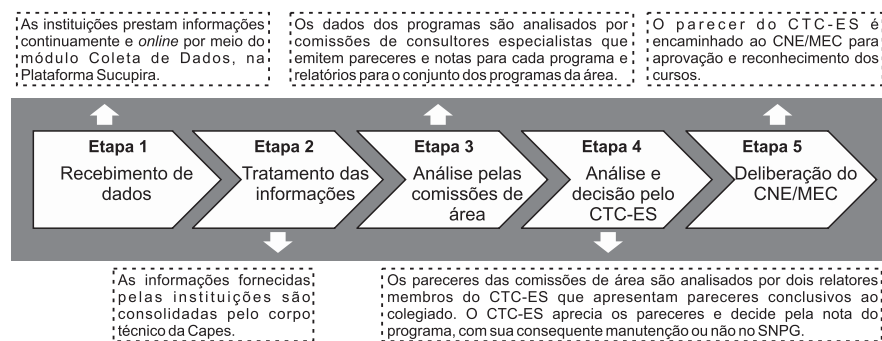 As instituições prestam informações
continuamente e online por meio do
módulo Coleta de Dados, na
Plataforma Sucupira.
Os dados dos programas são analisados por
comissões de consultores especialistas que
emitem pareceres e notas para cada programa e
relatórios para o conjunto dos programas da área.
O parecer do CTC-ES é
encaminhado ao CNE/MEC para
aprovação e reconhecimento dos
cursos.
Etapa 1
Recebimento de
dados
Etapa 2
Tratamento das
informações
Etapa 3
Análise pelas
comissões de
área
Etapa 4
Análise e
decisão pelo
CTC-ES
Etapa 5
Deliberação do
CNE/MEC
As informações fornecidas
pelas instituições são
consolidadas pelo corpo
técnico da Capes.
Os pareceres das comissões de área são analisados por dois relatores
membros do CTC-ES que apresentam pareceres conclusivos ao
colegiado. O CTC-ES aprecia os pareceres e decide pela nota do
programa, com sua consequente manutenção ou não no SNPG.